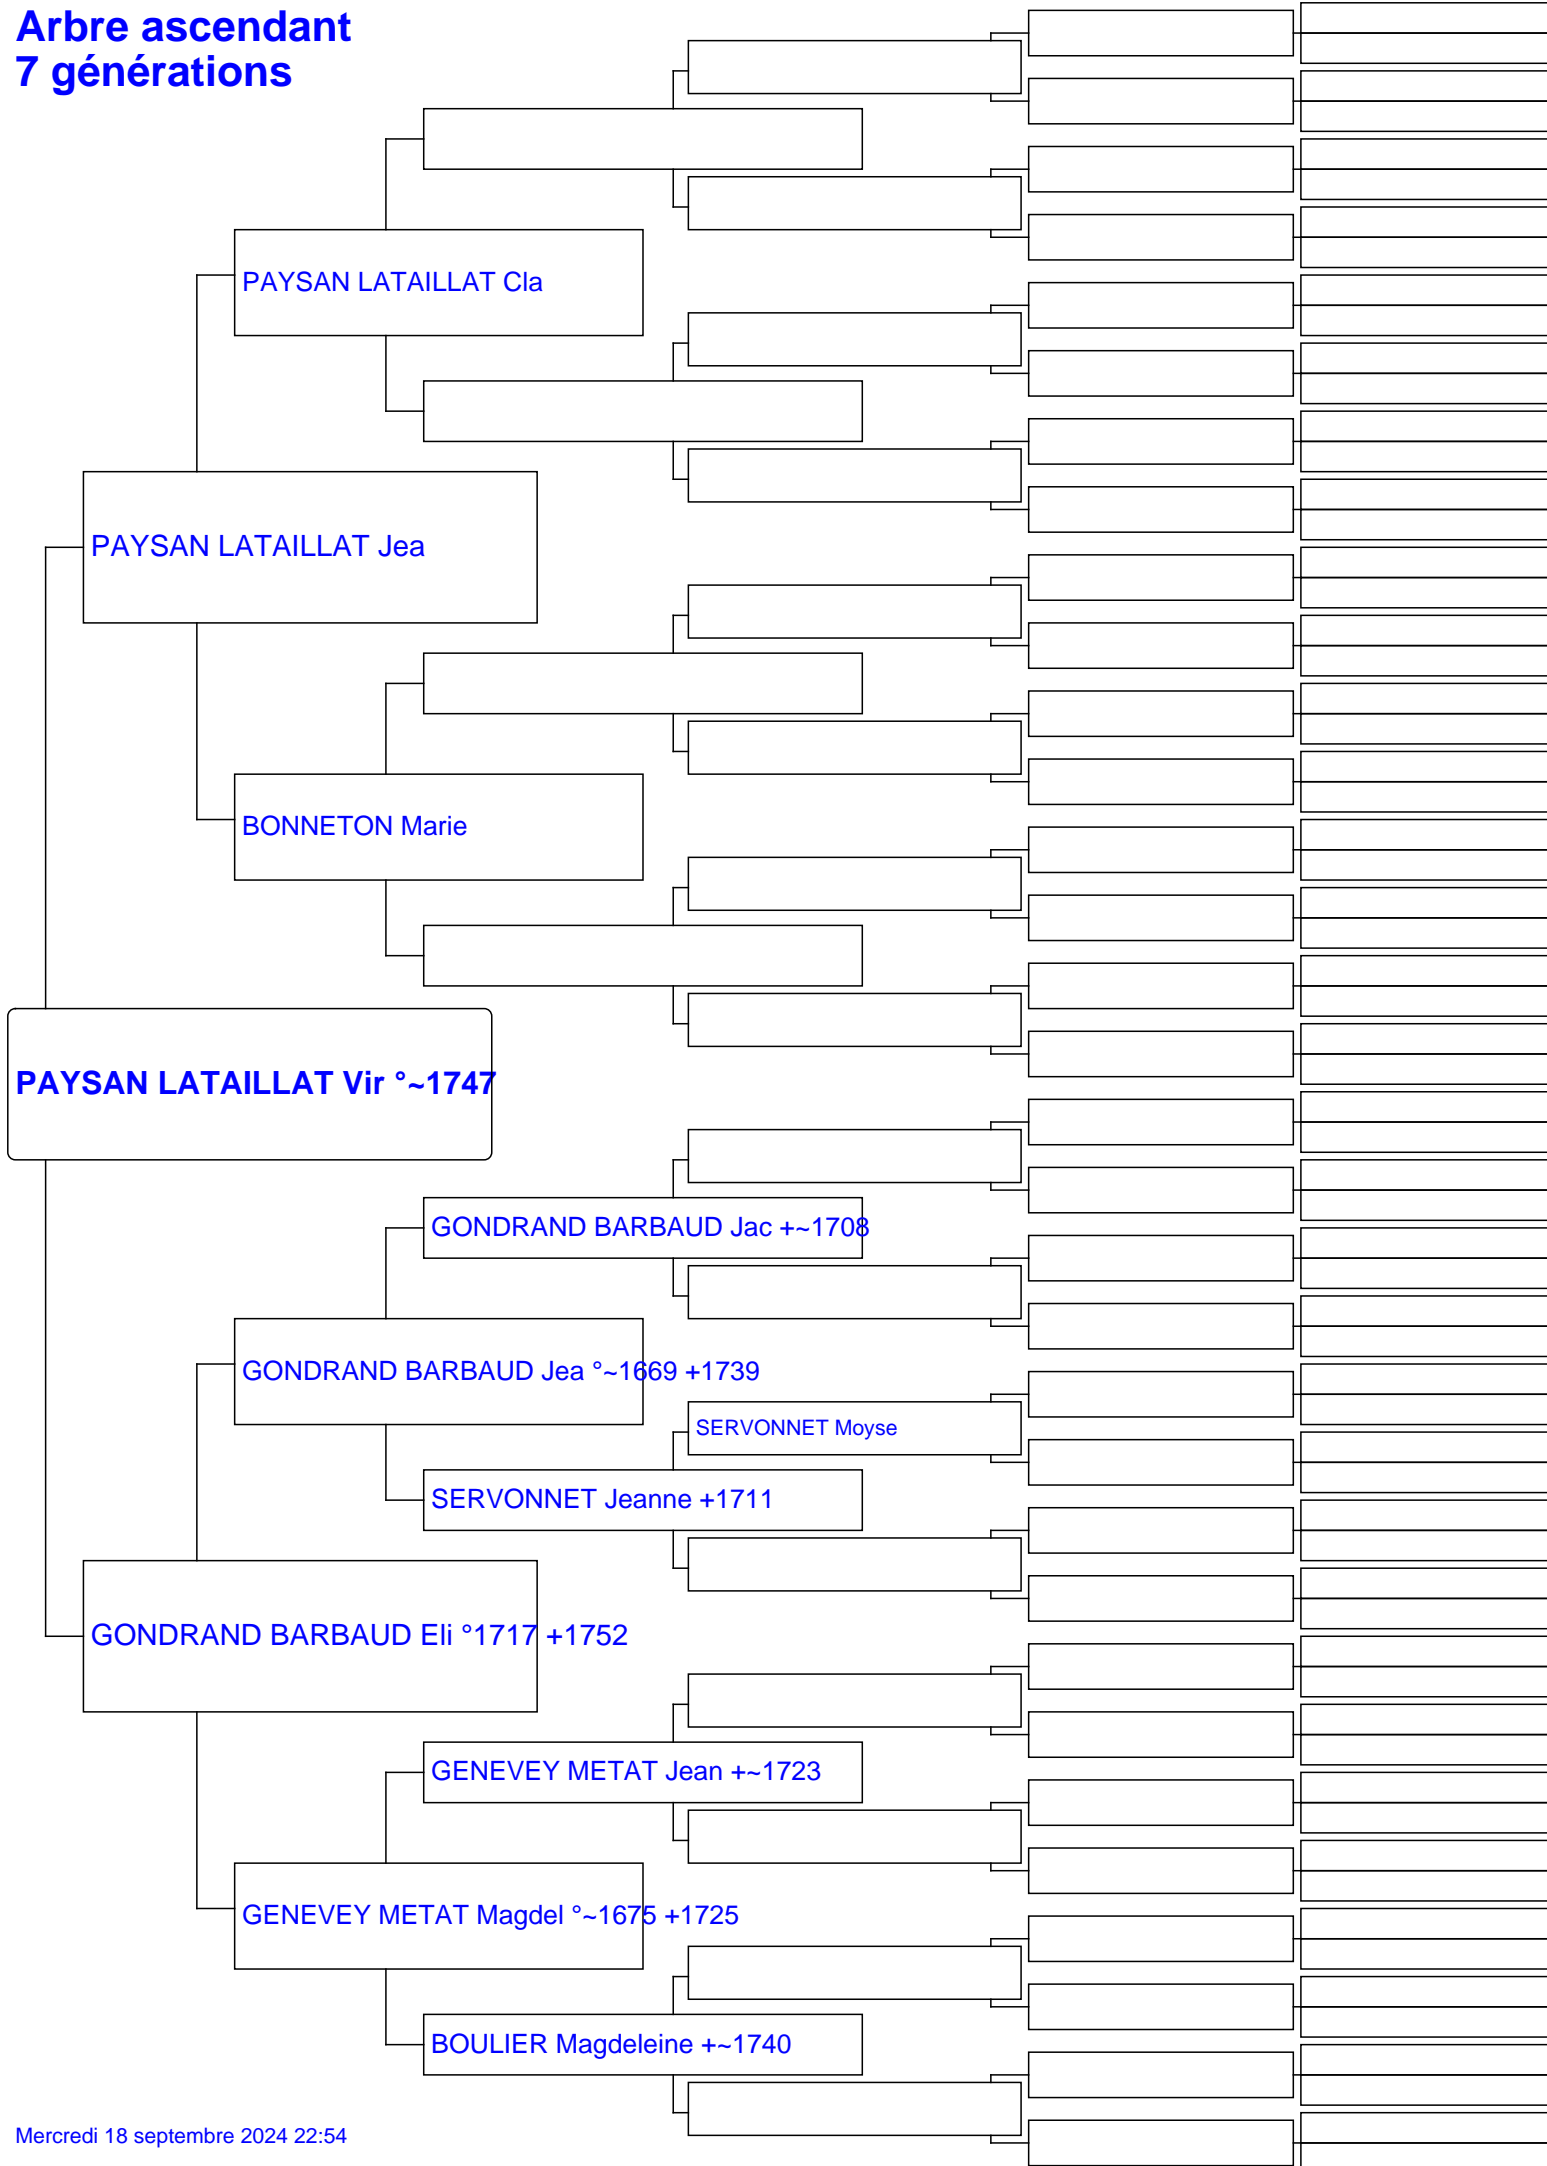 Arbre ascendant
7 générations
PAYSAN LATAILLAT Cla
PAYSAN LATAILLAT Jea
BONNETON Marie
PAYSAN LATAILLAT Vir °~1747
GONDRAND BARBAUD Jac +~1708
GONDRAND BARBAUD Jea °~1669 +1739
SERVONNET Moyse
SERVONNET Jeanne +1711
GONDRAND BARBAUD Eli °1717 +1752
GENEVEY METAT Jean +~1723
GENEVEY METAT Magdel °~1675 +1725
BOULIER Magdeleine +~1740
Mercredi 18 septembre 2024 22:54